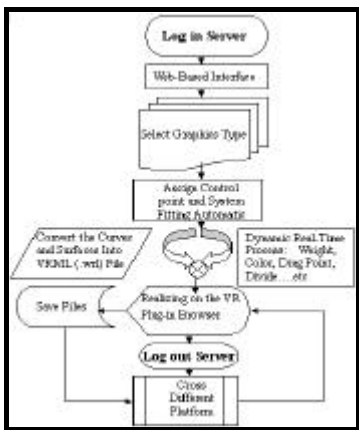 Log in Server
Web-Based Interface
Select Graphics Type
Assign Control
point and System
Fitting Automatic
Convert the Curves
and Surfaces Into
VRML (.wrl) File
Dynamic Real-Time
Process: Weight,
Color, Drag Point,
Divide....etc
Save Files
Realizing on the VR
Plug-in Browser
Log out Server
Cross
Different
Platform